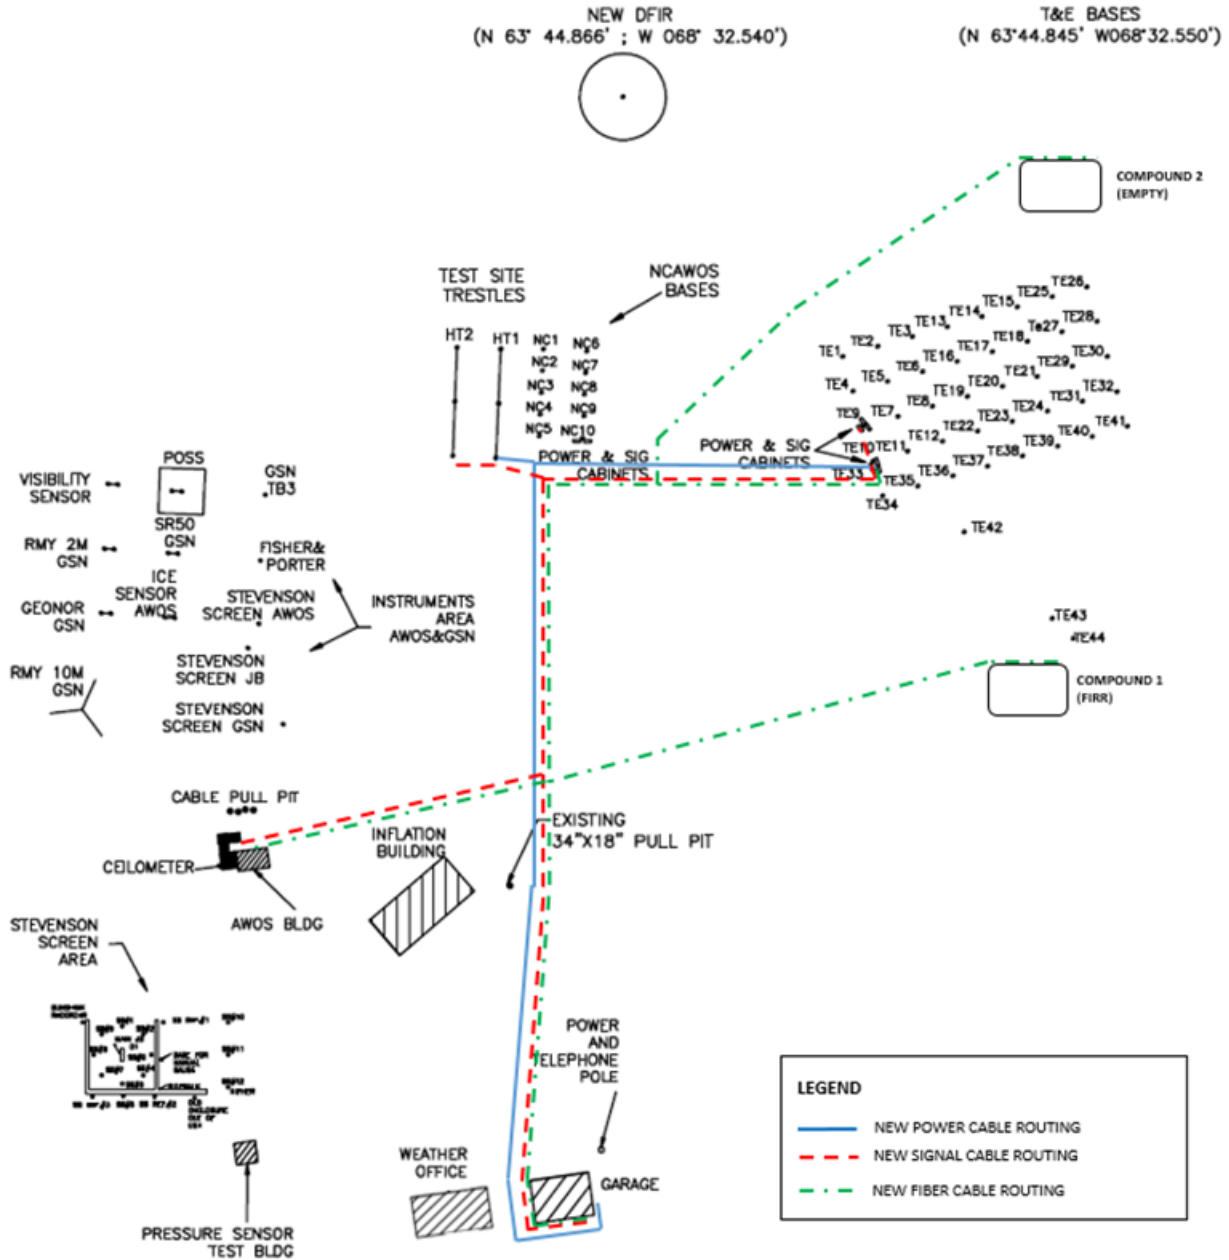 NEW DFIR
(N 63° 44.866' ; W 068° 32.540')
T&E BASES
(N 63°44.845' W068°32.550')
COMPOUND 2
(EMPTY)
TEST SITE
TRESTLES
NCAWOS
BASES
HT2
HT1
NC1
NC2
NC3
NC4
NC5
NC6
NC7
NC8
NC9
NC10
TE1
TE2
TE3
TE13
TE14
TE15
TE25
TE26
TE4
TE5
TE6
TE16
TE17
TE18
Te27
TE28
TE9
TE7
TE8
TE19
TE20
TE21
TE29
TE30
TE10
TE11
TE12
TE22
TE23
TE24
TE31
TE32
TE33
TE35
TE36
TE37
TE38
TE39
TE40
TE41
TE34
TE42
TE43
TE44
POWER & SIG
CABINETS
POWER & SIG
CABINETS
VISIBILITY
SENSOR
POSS
GSN
TB3
SR50
GSN
RMY 2M
GSN
FISHER&
PORTER
ICE
SENSOR
AWOS
GEONOR
GSN
STEVENSON
SCREEN AWOS
INSTRUMENTS
AREA
AWOS&GSN
STEVENSON
SCREEN JB
RMY 10M
GSN
STEVENSON
SCREEN GSN
COMPOUND 1
(FIRR)
CABLE PULL PIT
CEILOMETER
AWOS BLDG
INFLATION
BUILDING
EXISTING
34"X18" PULL PIT
STEVENSON
SCREEN
AREA
POWER
AND
TELEPHONE
POLE
WEATHER
OFFICE
GARAGE
PRESSURE SENSOR
TEST BLDG
LEGEND
NEW POWER CABLE ROUTING
NEW SIGNAL CABLE ROUTING
NEW FIBER CABLE ROUTING